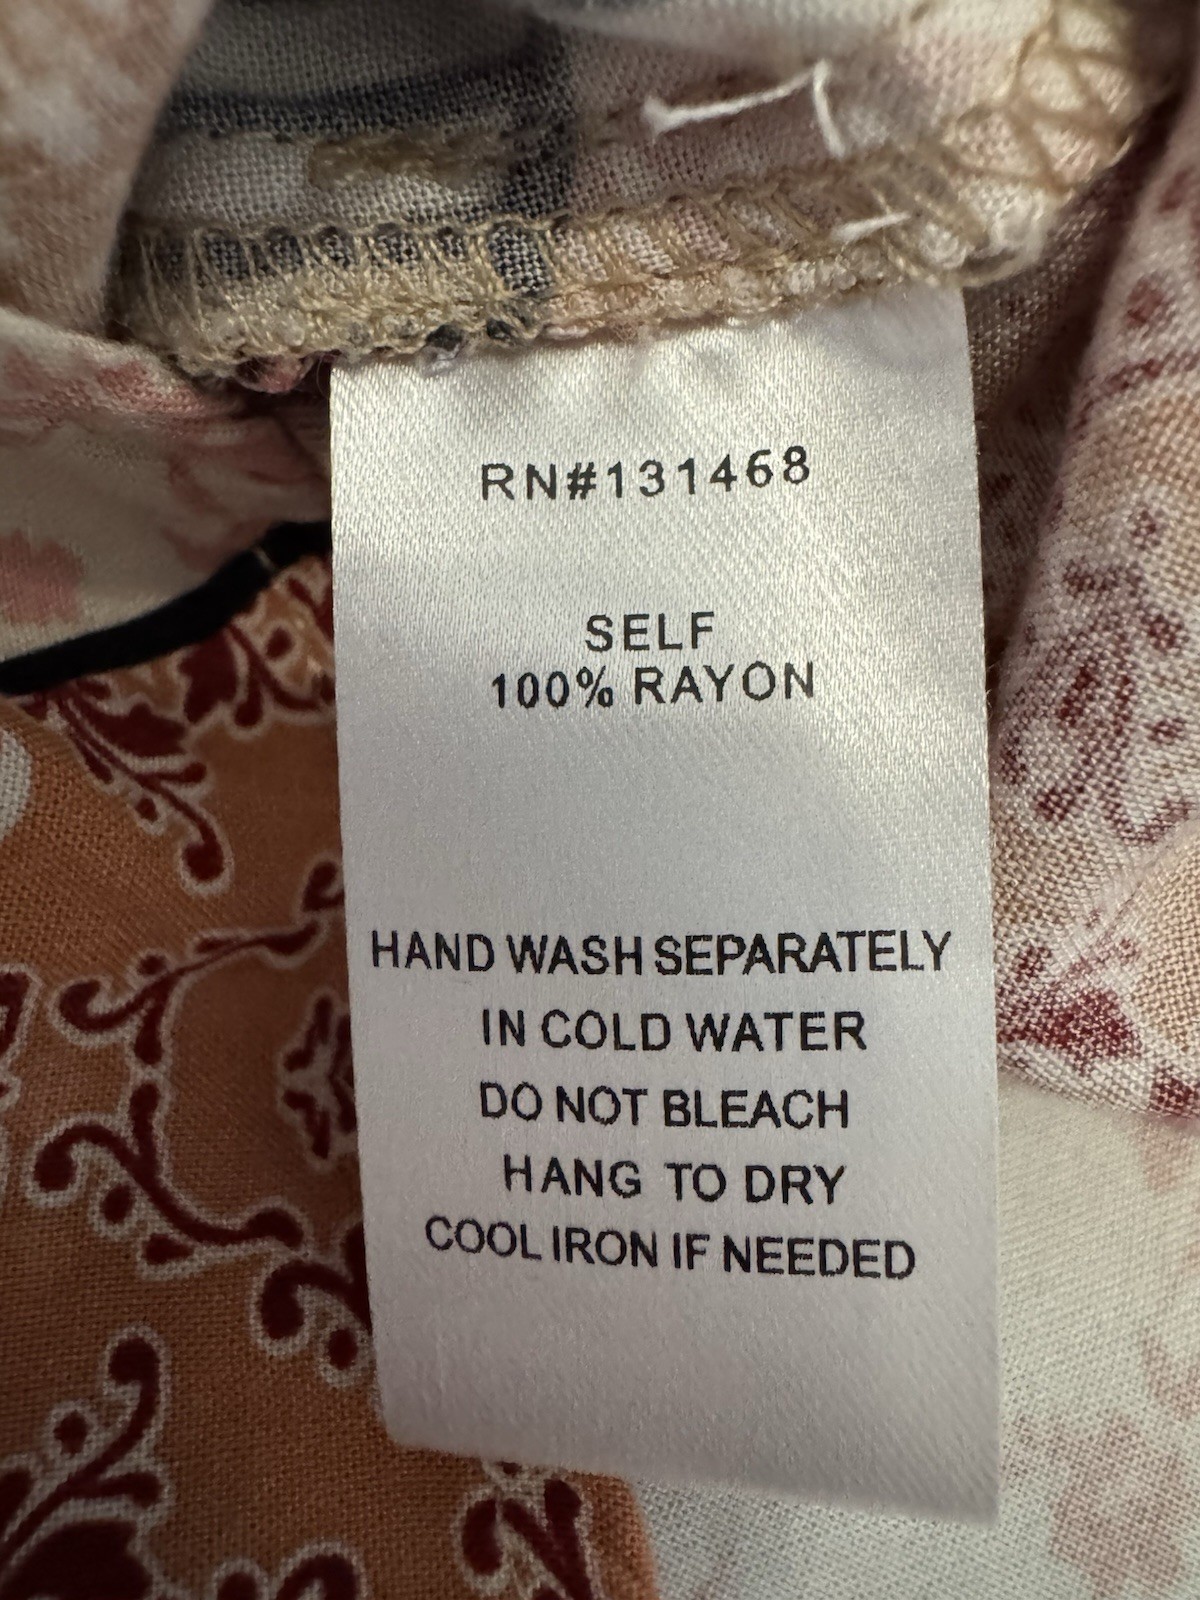 RN#131468
SELF
100% RAYON
HAND WASH SEPARATELY
IN COLD WATER
DO NOT BLEACH
HANG TO DRY
COOL IRON IF NEEDED